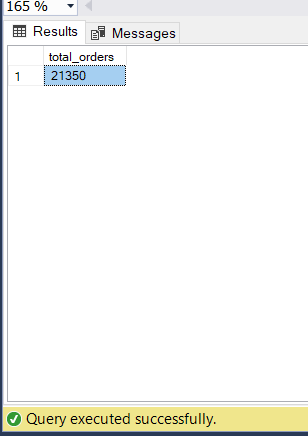 165 %
Results Messages
total_orders
1 21350
Query executed successfully.